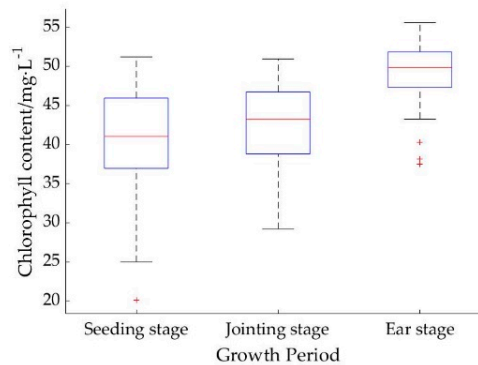 Chlorophyll content/mg·L⁻¹
55
50
45
40
35
30
25
20
Seeding stage Jointing stage Ear stage
Growth Period